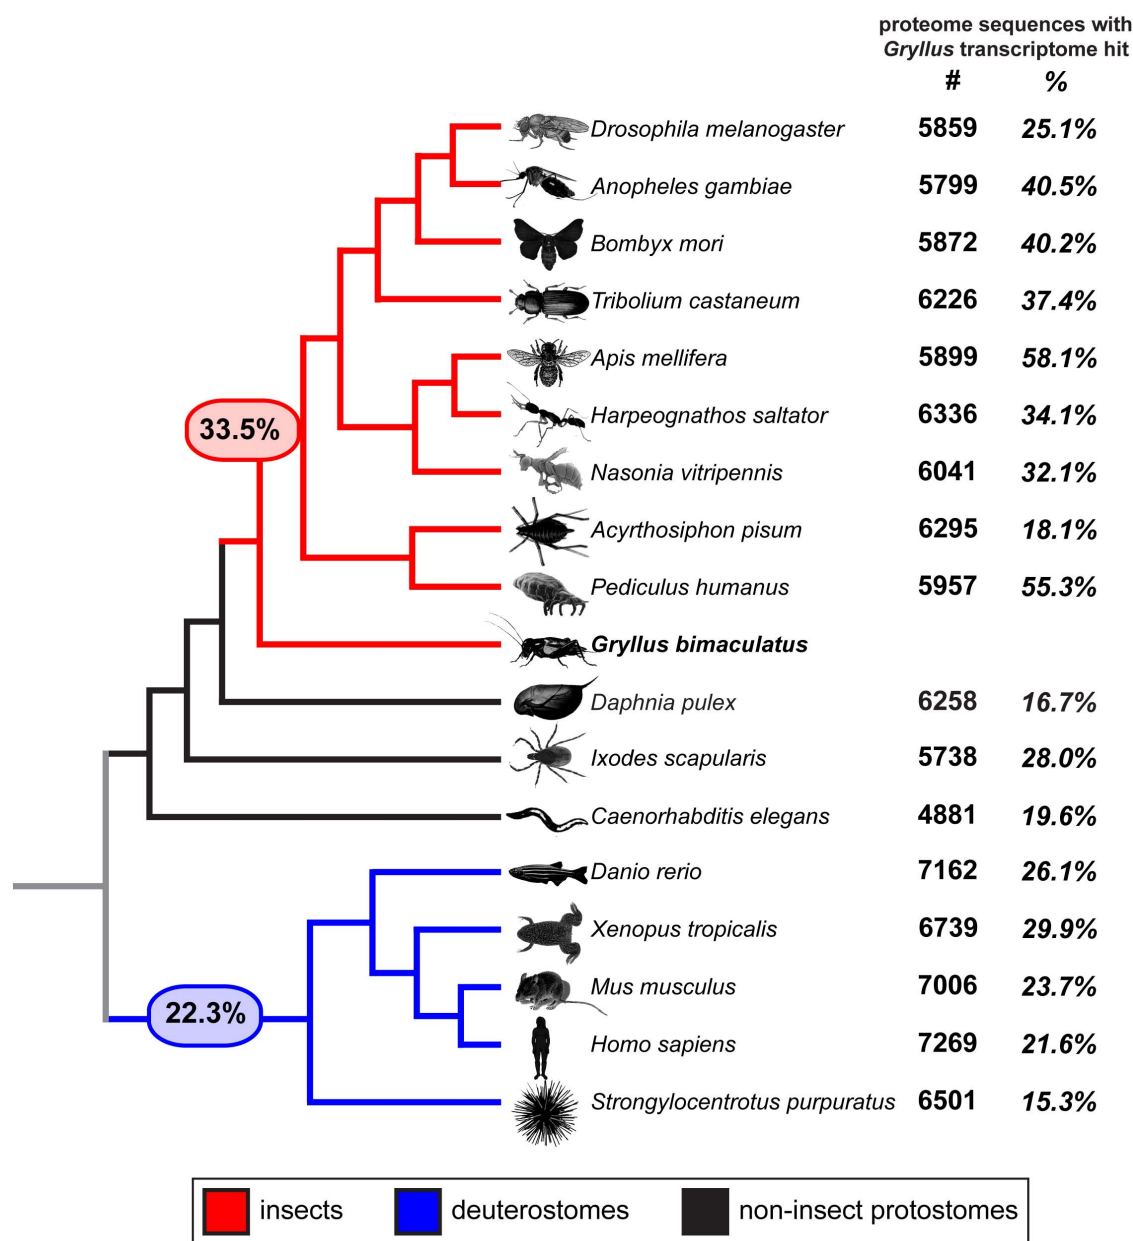 proteome sequences with
Gryllus transcriptome hit
# %
Drosophila melanogaster 5859 25.1%
Anopheles gambiae 5799 40.5%
Bombyx mori 5872 40.2%
Tribolium castaneum 6226 37.4%
Apis mellifera 5899 58.1%
Harpeognathos saltator 6336 34.1%
33.5%
Nasonia vitripennis 6041 32.1%
Acyrthosiphon pisum 6295 18.1%
Pediculus humanus 5957 55.3%
Gryllus bimaculatus
Daphnia pulex 6258 16.7%
Ixodes scapularis 5738 28.0%
Caenorhabditis elegans 4881 19.6%
Danio rerio 7162 26.1%
Xenopus tropicalis 6739 29.9%
Mus musculus 7006 23.7%
22.3%
Homo sapiens 7269 21.6%
Strongylocentrotus purpuratus 6501 15.3%
insects deuterostomes non-insect protostomes